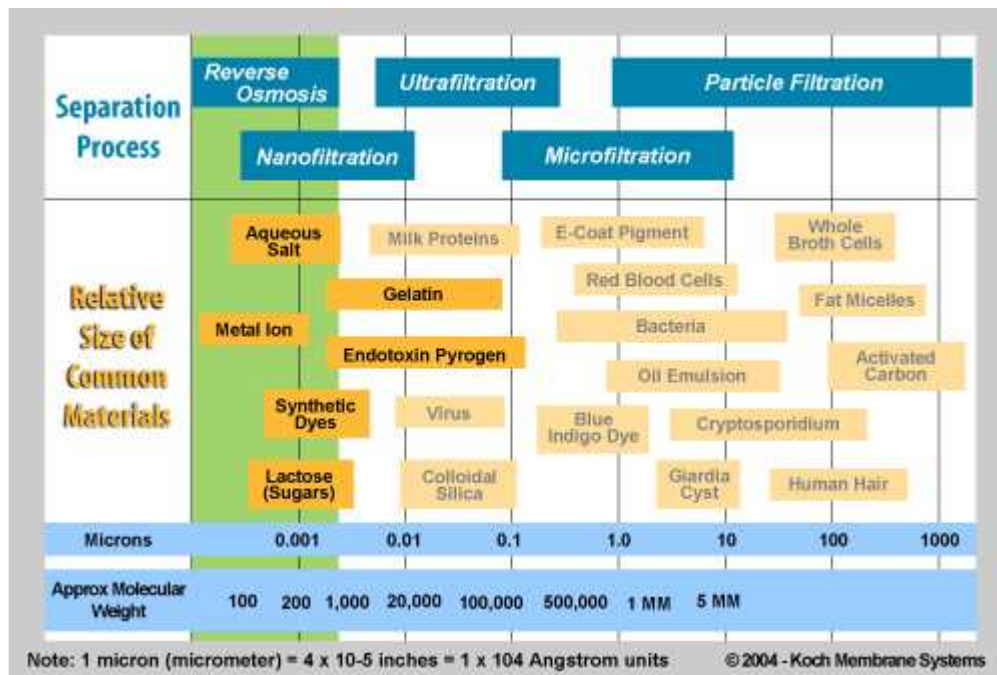 Separation
Process
Reverse
Osmosis
Ultrafiltration
Particle Filtration
Nanofiltration
Microfiltration
Relative
Size of
Common
Materials
Aqueous
Salt
Milk Proteins
E-Coat Pigment
Whole
Broth Cells
Gelatin
Red Blood Cells
Fat Micelles
Metal Ion
Bacteria
Endotoxin Pyrogen
Activated
Carbon
Oil Emulsion
Synthetic
Dyes
Virus
Blue
Indigo Dye
Cryptosporidium
Lactose
(Sugars)
Colloidal
Silica
Giardia
Cyst
Human Hair
Microns 0.001 0.01 0.1 1.0 10 100 1000
Approx Molecular
Weight
100 200 1,000 20,000 100,000 500,000 1 MM 5 MM
Note: 1 micron (micrometer) = 4 x 10-5 inches = 1 x 104 Angstrom units
© 2004 - Koch Membrane Systems